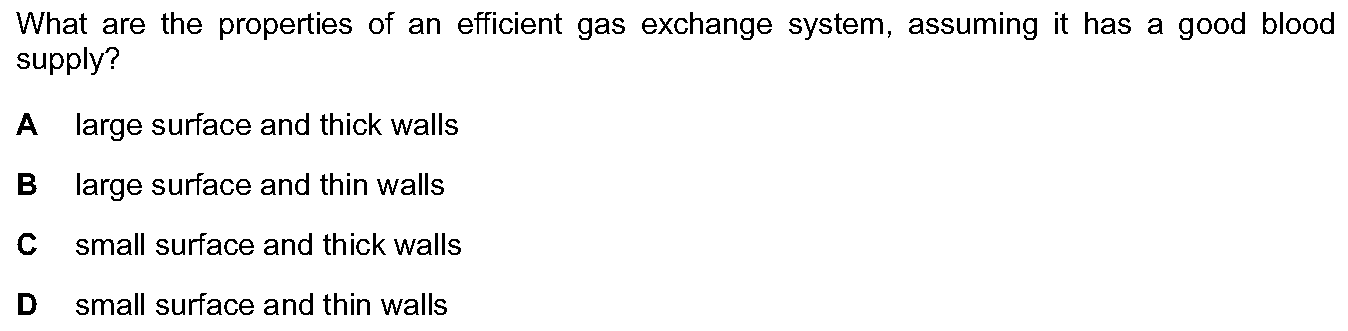 What are the properties of an efficient gas exchange system, assuming it has a good blood
supply?
A large surface and thick walls
B large surface and thin walls
C small surface and thick walls
D small surface and thin walls